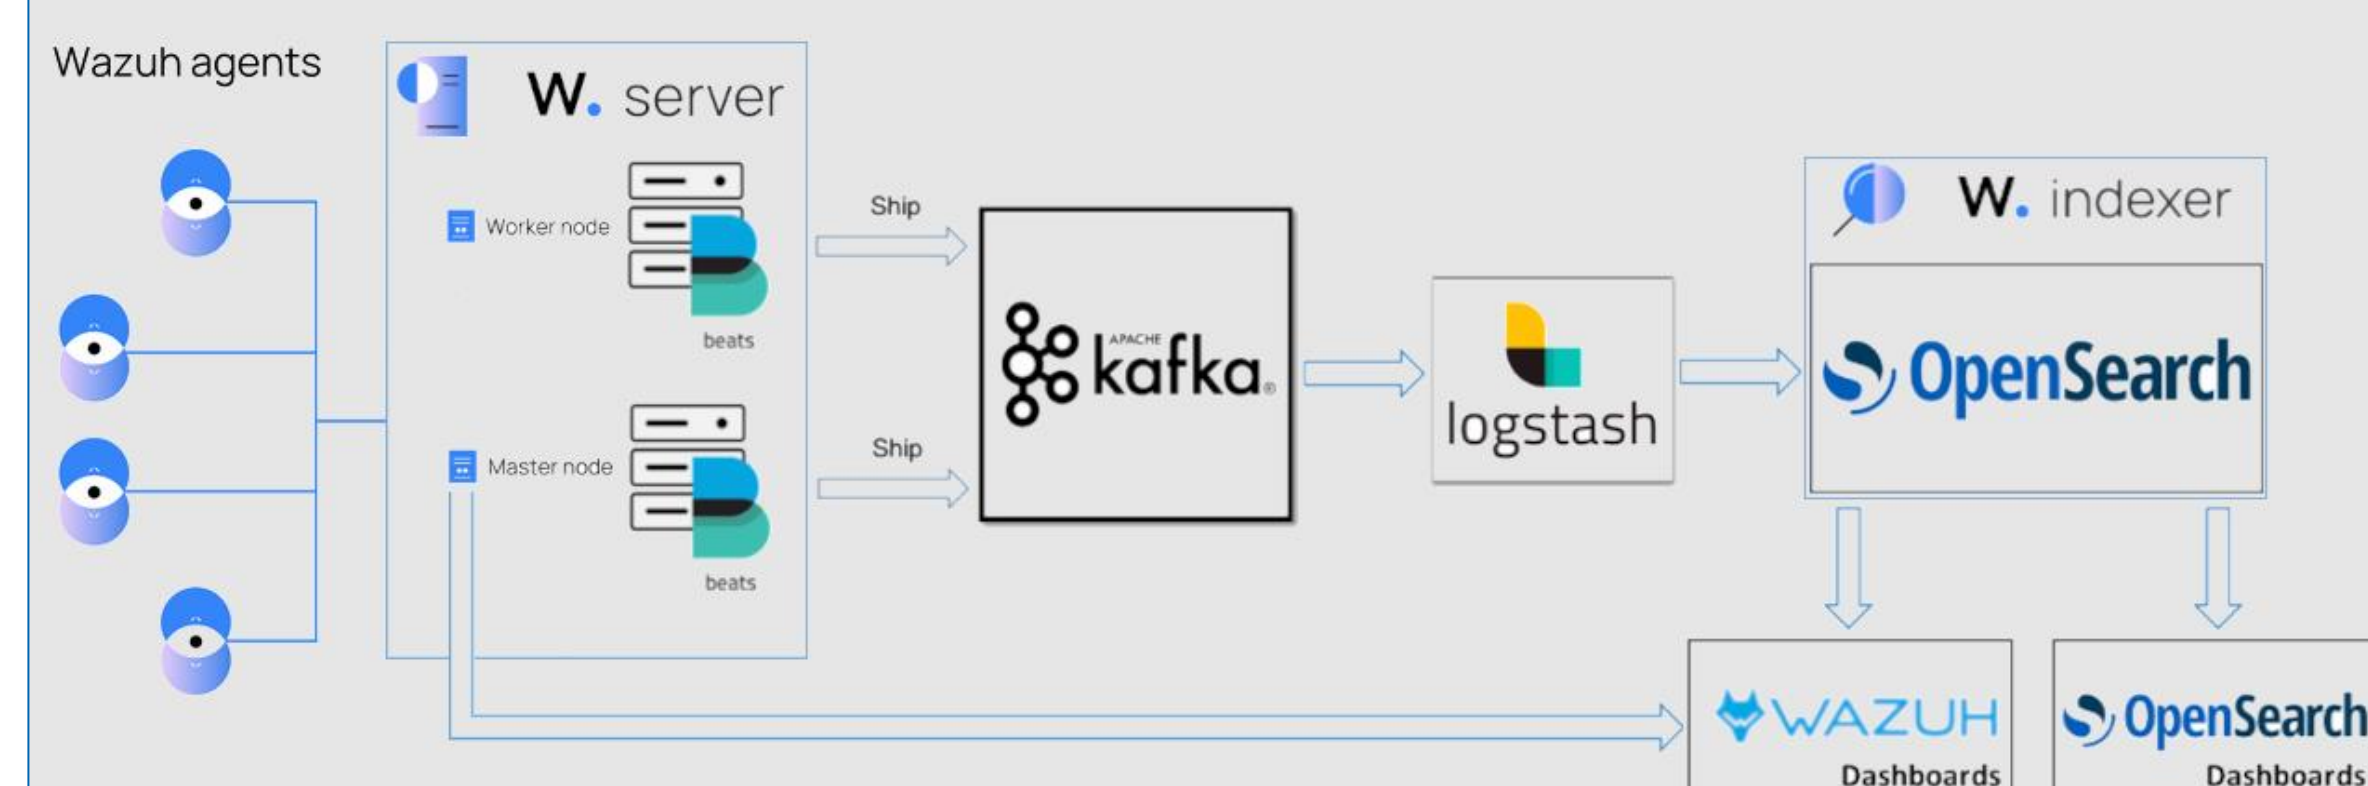 Wazuh agents
W. server
Worker node
beats
Master node
beats
Ship
Ship
APACHE
kafka®
logstash
W. indexer
OpenSearch
WAZUH
Dashboards
OpenSearch
Dashboards